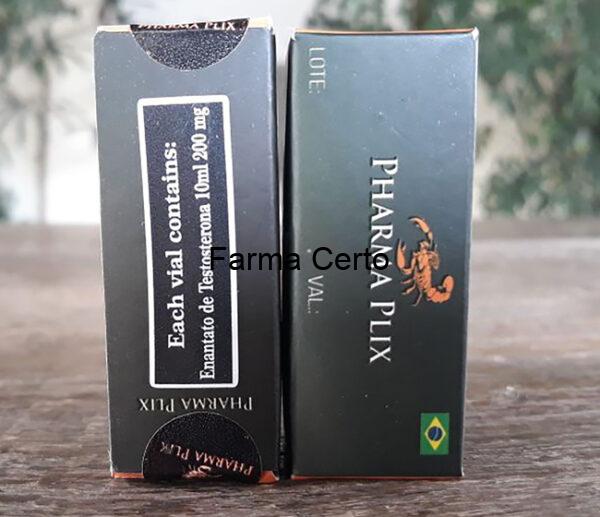 PHARMA PLIX
Each vial contains:
Enantato de Testosterona 10ml 200 mg
PHARMA PLIX
PHARMA PLIX
LOTE:
PHARMA PLIX
VAL.:
Farma Certo